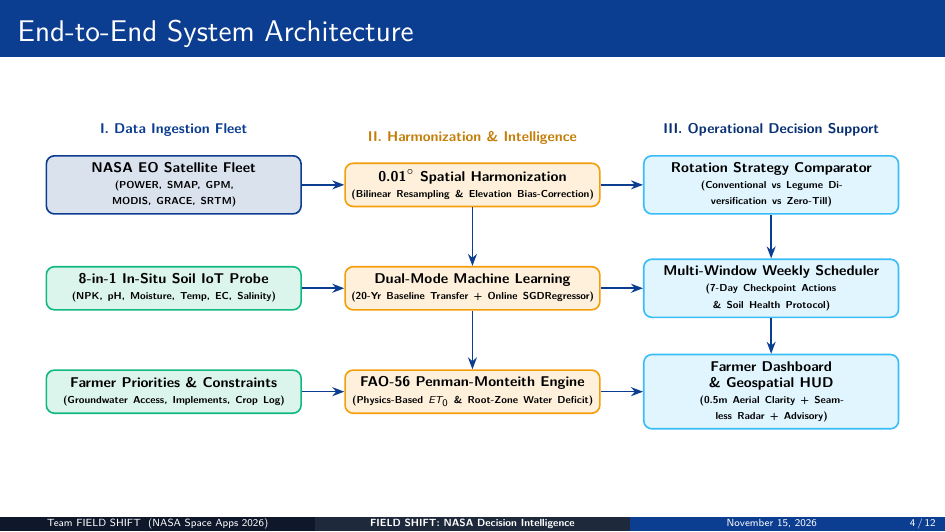 End-to-End System Architecture
I. Data Ingestion Fleet
NASA EO Satellite Fleet
(POWER, SMAP, GPM,
MODIS, GRACE, SRTM)
8-in-1 In-Situ Soil IoT Probe
(NPK, pH, Moisture, Temp, EC, Salinity)
Farmer Priorities & Constraints
(Groundwater Access, Implements, Crop Log)
II. Harmonization & Intelligence
0.01° Spatial Harmonization
(Bilinear Resampling & Elevation Bias-Correction)
Dual-Mode Machine Learning
(20-Yr Baseline Transfer + Online SGDRegressor)
FAO-56 Penman-Monteith Engine
(Physics-Based ET₀ & Root-Zone Water Deficit)
III. Operational Decision Support
Rotation Strategy Comparator
(Conventional vs Legume Di-
versification vs Zero-Till)
Multi-Window Weekly Scheduler
(7-Day Checkpoint Actions
& Soil Health Protocol)
Farmer Dashboard
& Geospatial HUD
(0.5m Aerial Clarity + Seam-
less Radar + Advisory)
Team FIELD SHIFT (NASA Space Apps 2026)
FIELD SHIFT: NASA Decision Intelligence
November 15, 2026
4 / 12